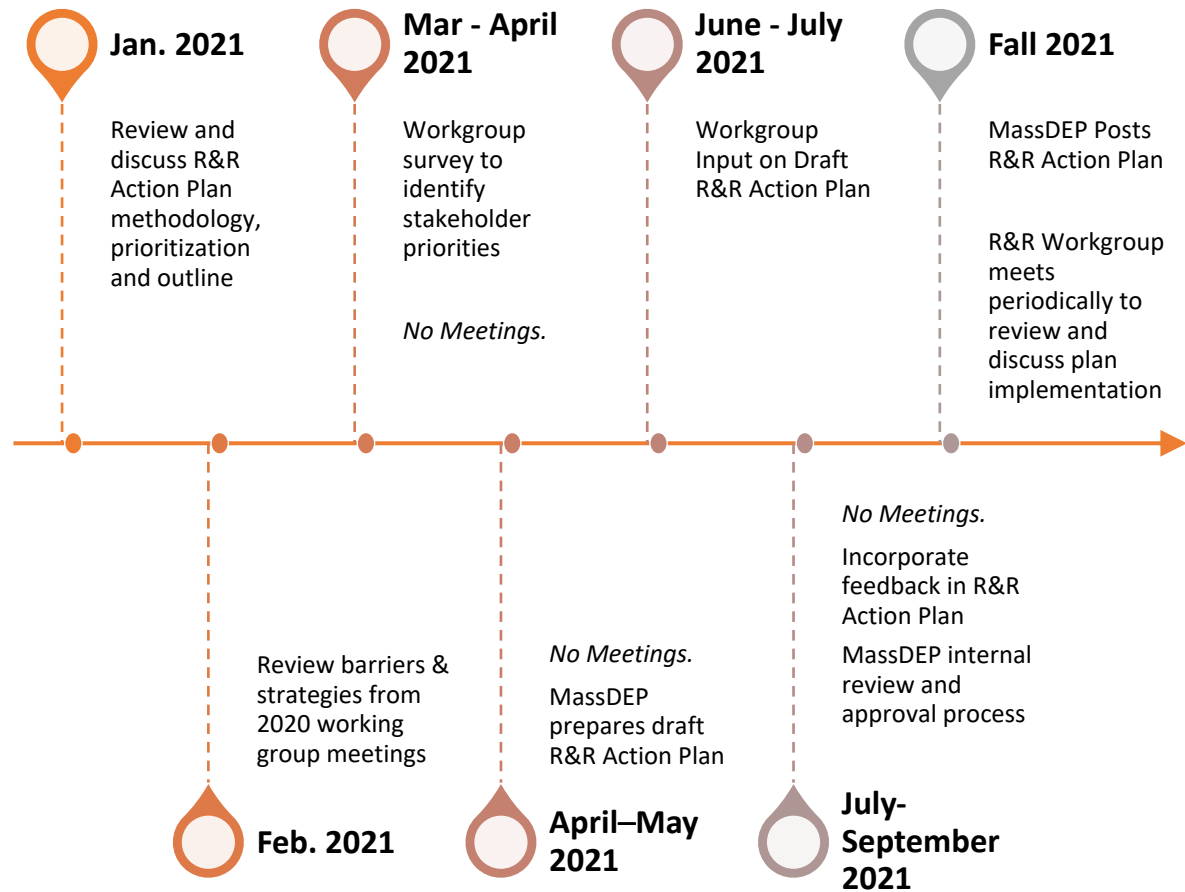 Jan. 2021
Review and
discuss R&R
Action Plan
methodology,
prioritization
and outline
Mar - April
2021
Workgroup
survey to
identify
stakeholder
priorities
No Meetings.
June - July
2021
Workgroup
Input on Draft
R&R Action Plan
Fall 2021
MassDEP Posts
R&R Action Plan
R&R Workgroup
meets
periodically to
review and
discuss plan
implementation
Review barriers &
strategies from
2020 working
group meetings
Feb. 2021
No Meetings.
MassDEP
prepares draft
R&R Action Plan
April–May
2021
No Meetings.
Incorporate
feedback in R&R
Action Plan
MassDEP internal
review and
approval process
July-
September
2021